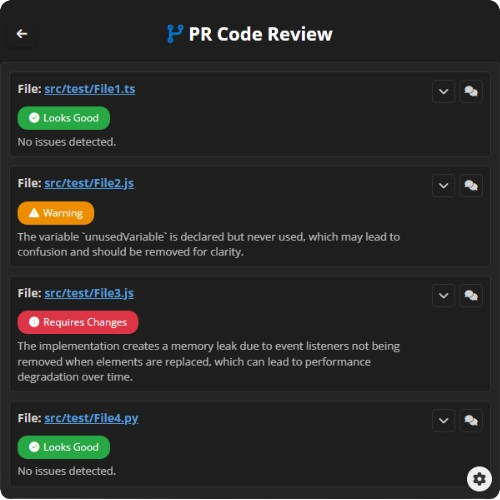 PR Code Review
File: src/test/File1.ts
Looks Good
No issues detected.
File: src/test/File2.js
Warning
The variable `unusedVariable` is declared but never used, which may lead to
confusion and should be removed for clarity.
File: src/test/File3.js
Requires Changes
The implementation creates a memory leak due to event listeners not being
removed when elements are replaced, which can lead to performance
degradation over time.
File: src/test/File4.py
Looks Good
No issues detected.